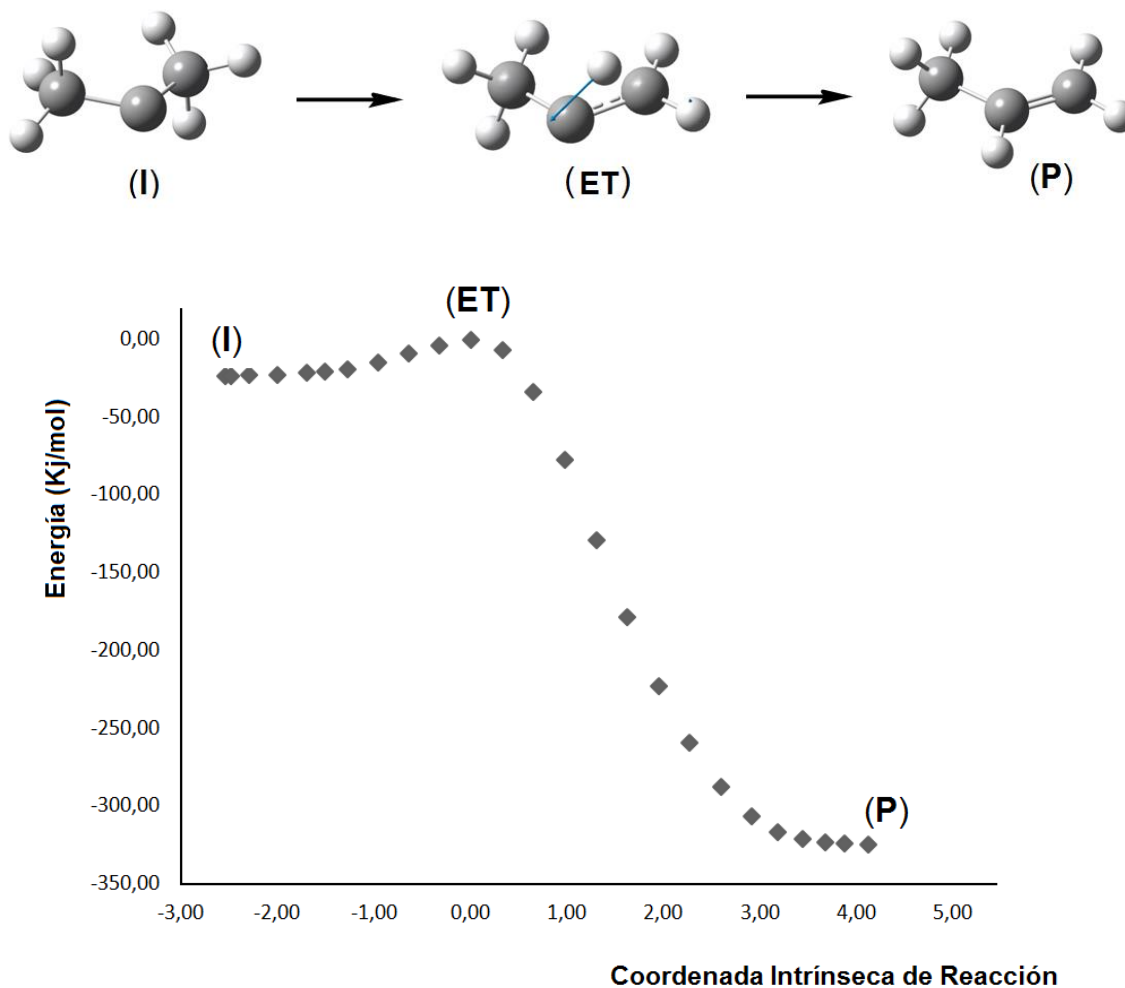 (I)
(ET)
(P)
(ET)
(I)
(P)
Energía (Kj/mol)
0,00
-50,00
-100,00
-150,00
-200,00
-250,00
-300,00
-350,00
-3,00 -2,00 -1,00 0,00 1,00 2,00 3,00 4,00 5,00
Coordenada Intrínseca de Reacción